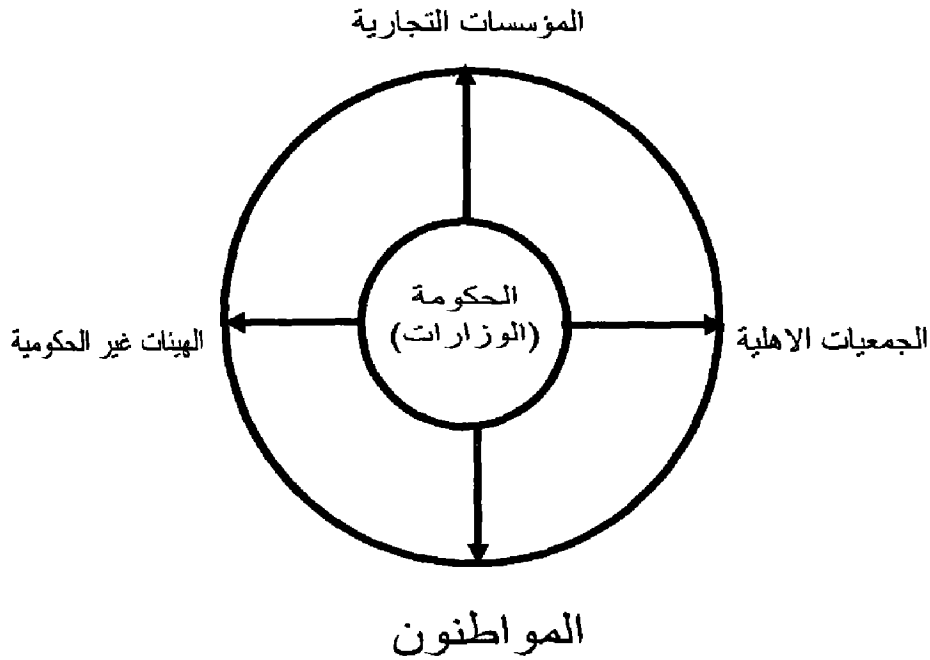 المؤسسات التجارية
الحكومة
(الوزارات)
الجمعيات الاهلية
الهيئات غير الحكومية
المواطنون